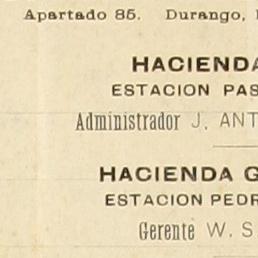 Apartado 85. Durango,
HACIENDA
ESTACION PAS
Administrador J. ANT
HACIENDA G
ESTACION PEDR
Gerente W. S